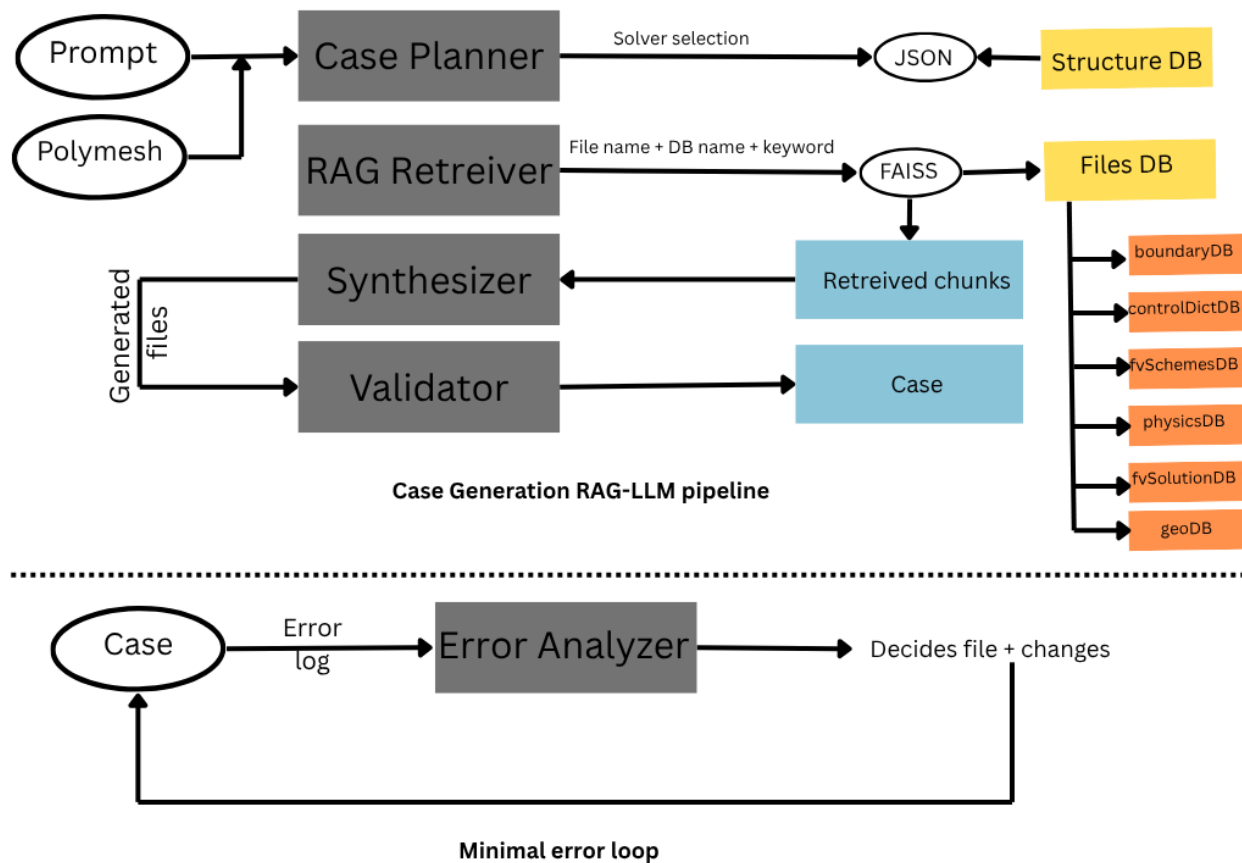 Prompt
Case Planner
Solver selection
JSON
Structure DB
Polymesh
RAG Retreiver
File name + DB name + keyword
FAISS
Files DB
boundaryDB
Generated
files
Synthesizer
Retreived chunks
controlDictDB
fvSchemesDB
Validator
Case
physicsDB
fvSolutionDB
geoDB
Case Generation RAG-LLM pipeline
Case
Error
log
Error Analyzer
Decides file + changes
Minimal error loop